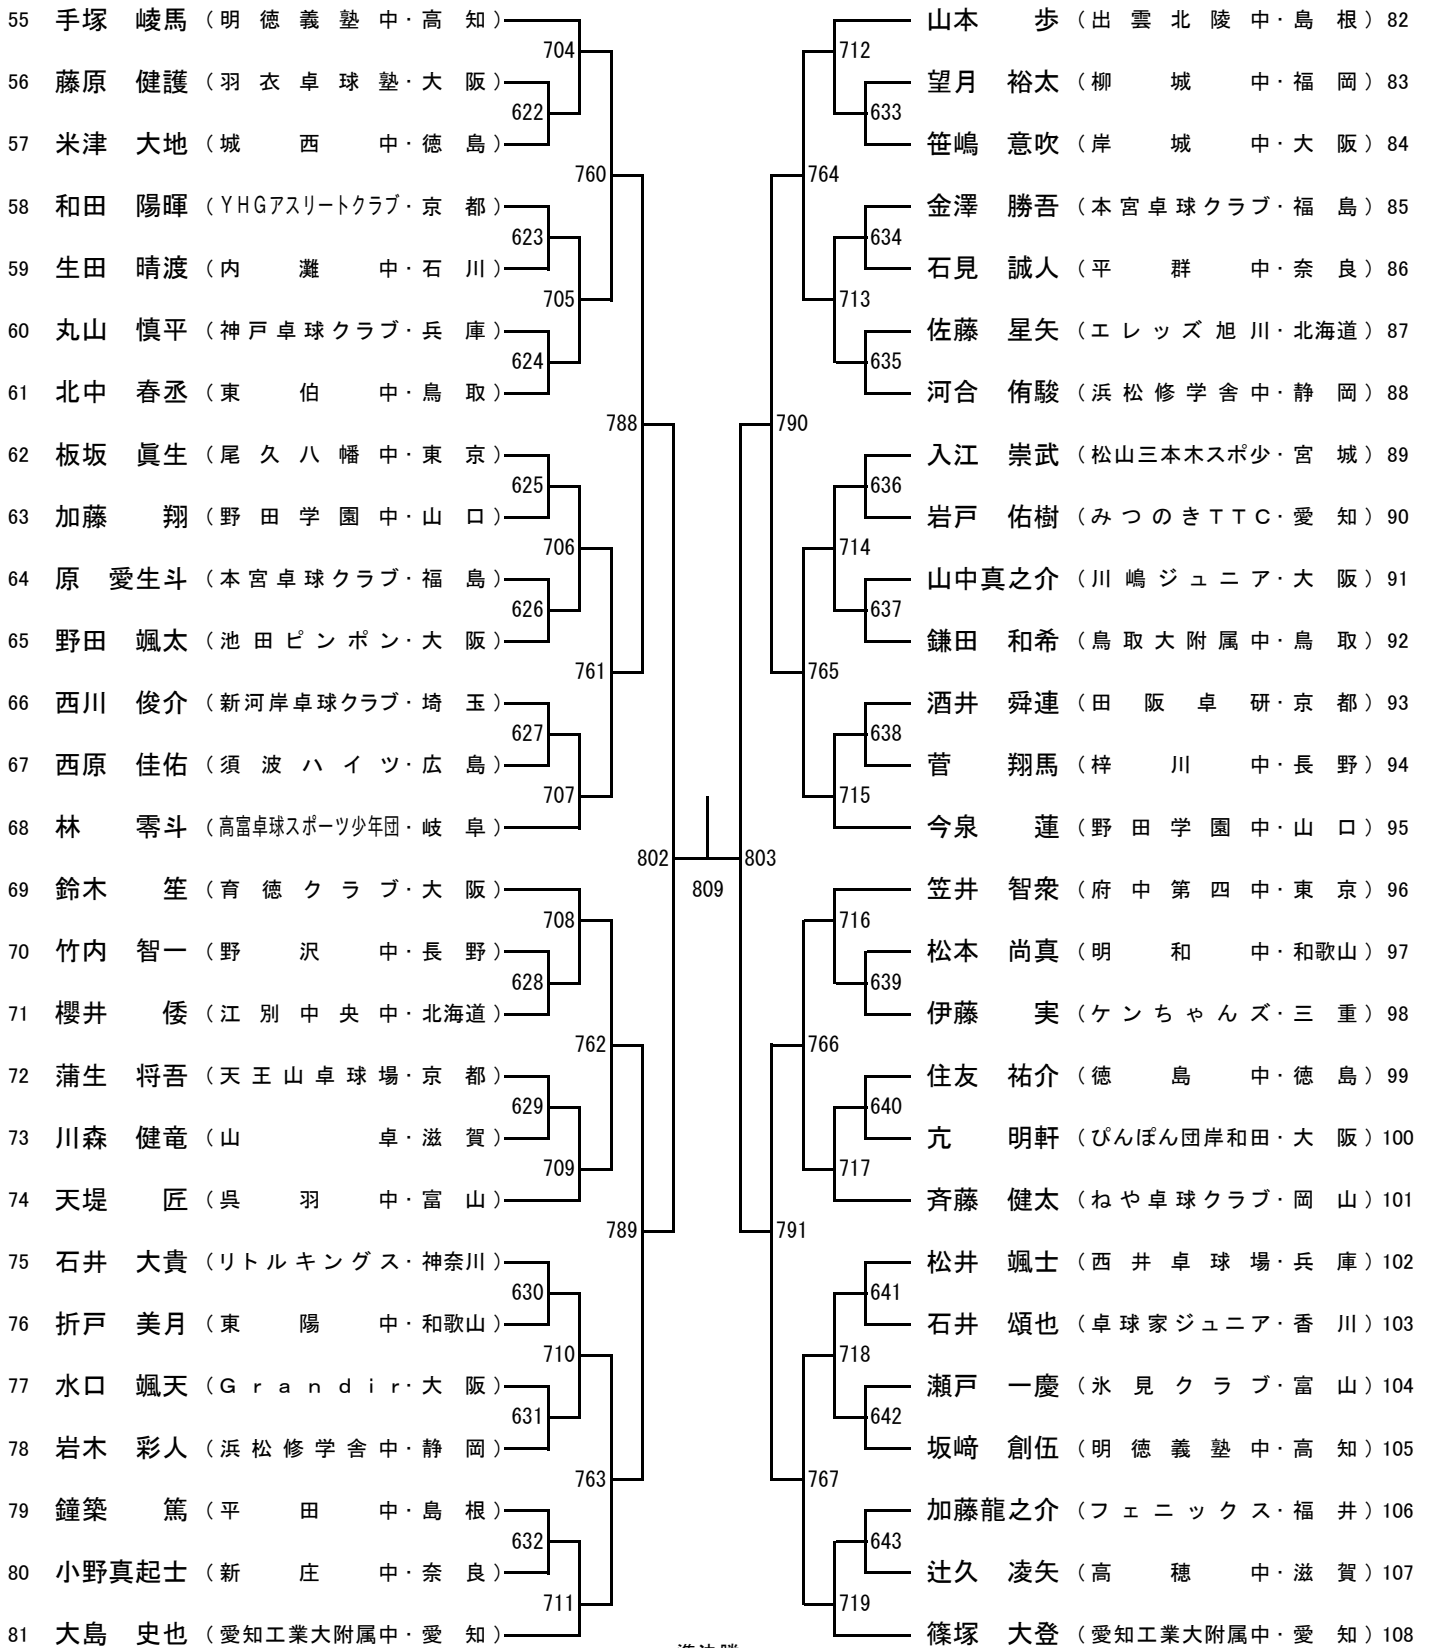 55 手塚 崚馬 (明徳義塾中・高知)
704
56 藤原 健護 (羽衣卓球塾・大阪)
622
57 米津 大地 (城西中・徳島)
760
58 和田 陽暉 (YHGアスリートクラブ・京都)
623
59 生田 晴渡 (内灘中・石川)
705
60 丸山 慎平 (神戸卓球クラブ・兵庫)
624
61 北中 春丞 (東伯中・鳥取)
788
62 板坂 眞生 (尾久八幡中・東京)
625
63 加藤 翔 (野田学園中・山口)
706
64 原 愛生斗 (本宮卓球クラブ・福島)
626
65 野田 颯太 (池田ピンポン・大阪)
761
66 西川 俊介 (新河岸卓球クラブ・埼玉)
627
67 西原 佳佑 (須波ハイツ・広島)
707
68 林 零斗 (高富卓球スポーツ少年団・岐阜)
802
69 鈴木 笙 (育徳クラブ・大阪)
708
70 竹内 智一 (野沢中・長野)
628
71 櫻井 倭 (江別中央中・北海道)
762
72 蒲生 将吾 (天王山卓球場・京都)
629
73 川森 健竜 (山卓・滋賀)
709
74 天堤 匠 (呉羽中・富山)
789
75 石井 大貴 (リトルキングス・神奈川)
630
76 折戸 美月 (東陽中・和歌山)
710
77 水口 颯天 (Grandir・大阪)
631
78 岩木 彩人 (浜松修学舎中・静岡)
763
79 鐘築 篤 (平田中・島根)
632
80 小野真起士 (新庄中・奈良)
711
81 大島 史也 (愛知工業大附属中・愛知)
809
山本 歩 (出雲北陵中・島根) 82
712
望月 裕太 (柳城中・福岡) 83
633
笹嶋 意吹 (岸城中・大阪) 84
764
金澤 勝吾 (本宮卓球クラブ・福島) 85
634
石見 誠人 (平群中・奈良) 86
713
佐藤 星矢 (エレッズ旭川・北海道) 87
635
河合 侑駿 (浜松修学舎中・静岡) 88
790
入江 崇武 (松山三本木スポ少・宮城) 89
636
岩戸 佑樹 (みつのきTTC・愛知) 90
714
山中真之介 (川嶋ジュニア・大阪) 91
637
鎌田 和希 (鳥取大附属中・鳥取) 92
765
酒井 舜連 (田阪卓研・京都) 93
638
菅 翔馬 (梓川中・長野) 94
715
今泉 蓮 (野田学園中・山口) 95
803
笠井 智衆 (府中第四中・東京) 96
716
松本 尚真 (明和中・和歌山) 97
639
伊藤 実 (ケンちゃんズ・三重) 98
766
住友 祐介 (徳島中・徳島) 99
640
亢 明軒 (ぴんぽん団岸和田・大阪) 100
717
斉藤 健太 (ねや卓球クラブ・岡山) 101
791
松井 颯士 (西井卓球場・兵庫) 102
641
石井 頌也 (卓球家ジュニア・香川) 103
718
瀬戸 一慶 (氷見クラブ・富山) 104
642
坂﨑 創伍 (明徳義塾中・高知) 105
767
加藤龍之介 (フェニックス・福井) 106
643
辻久 凌矢 (高穂中・滋賀) 107
719
篠塚 大登 (愛知工業大附属中・愛知) 108